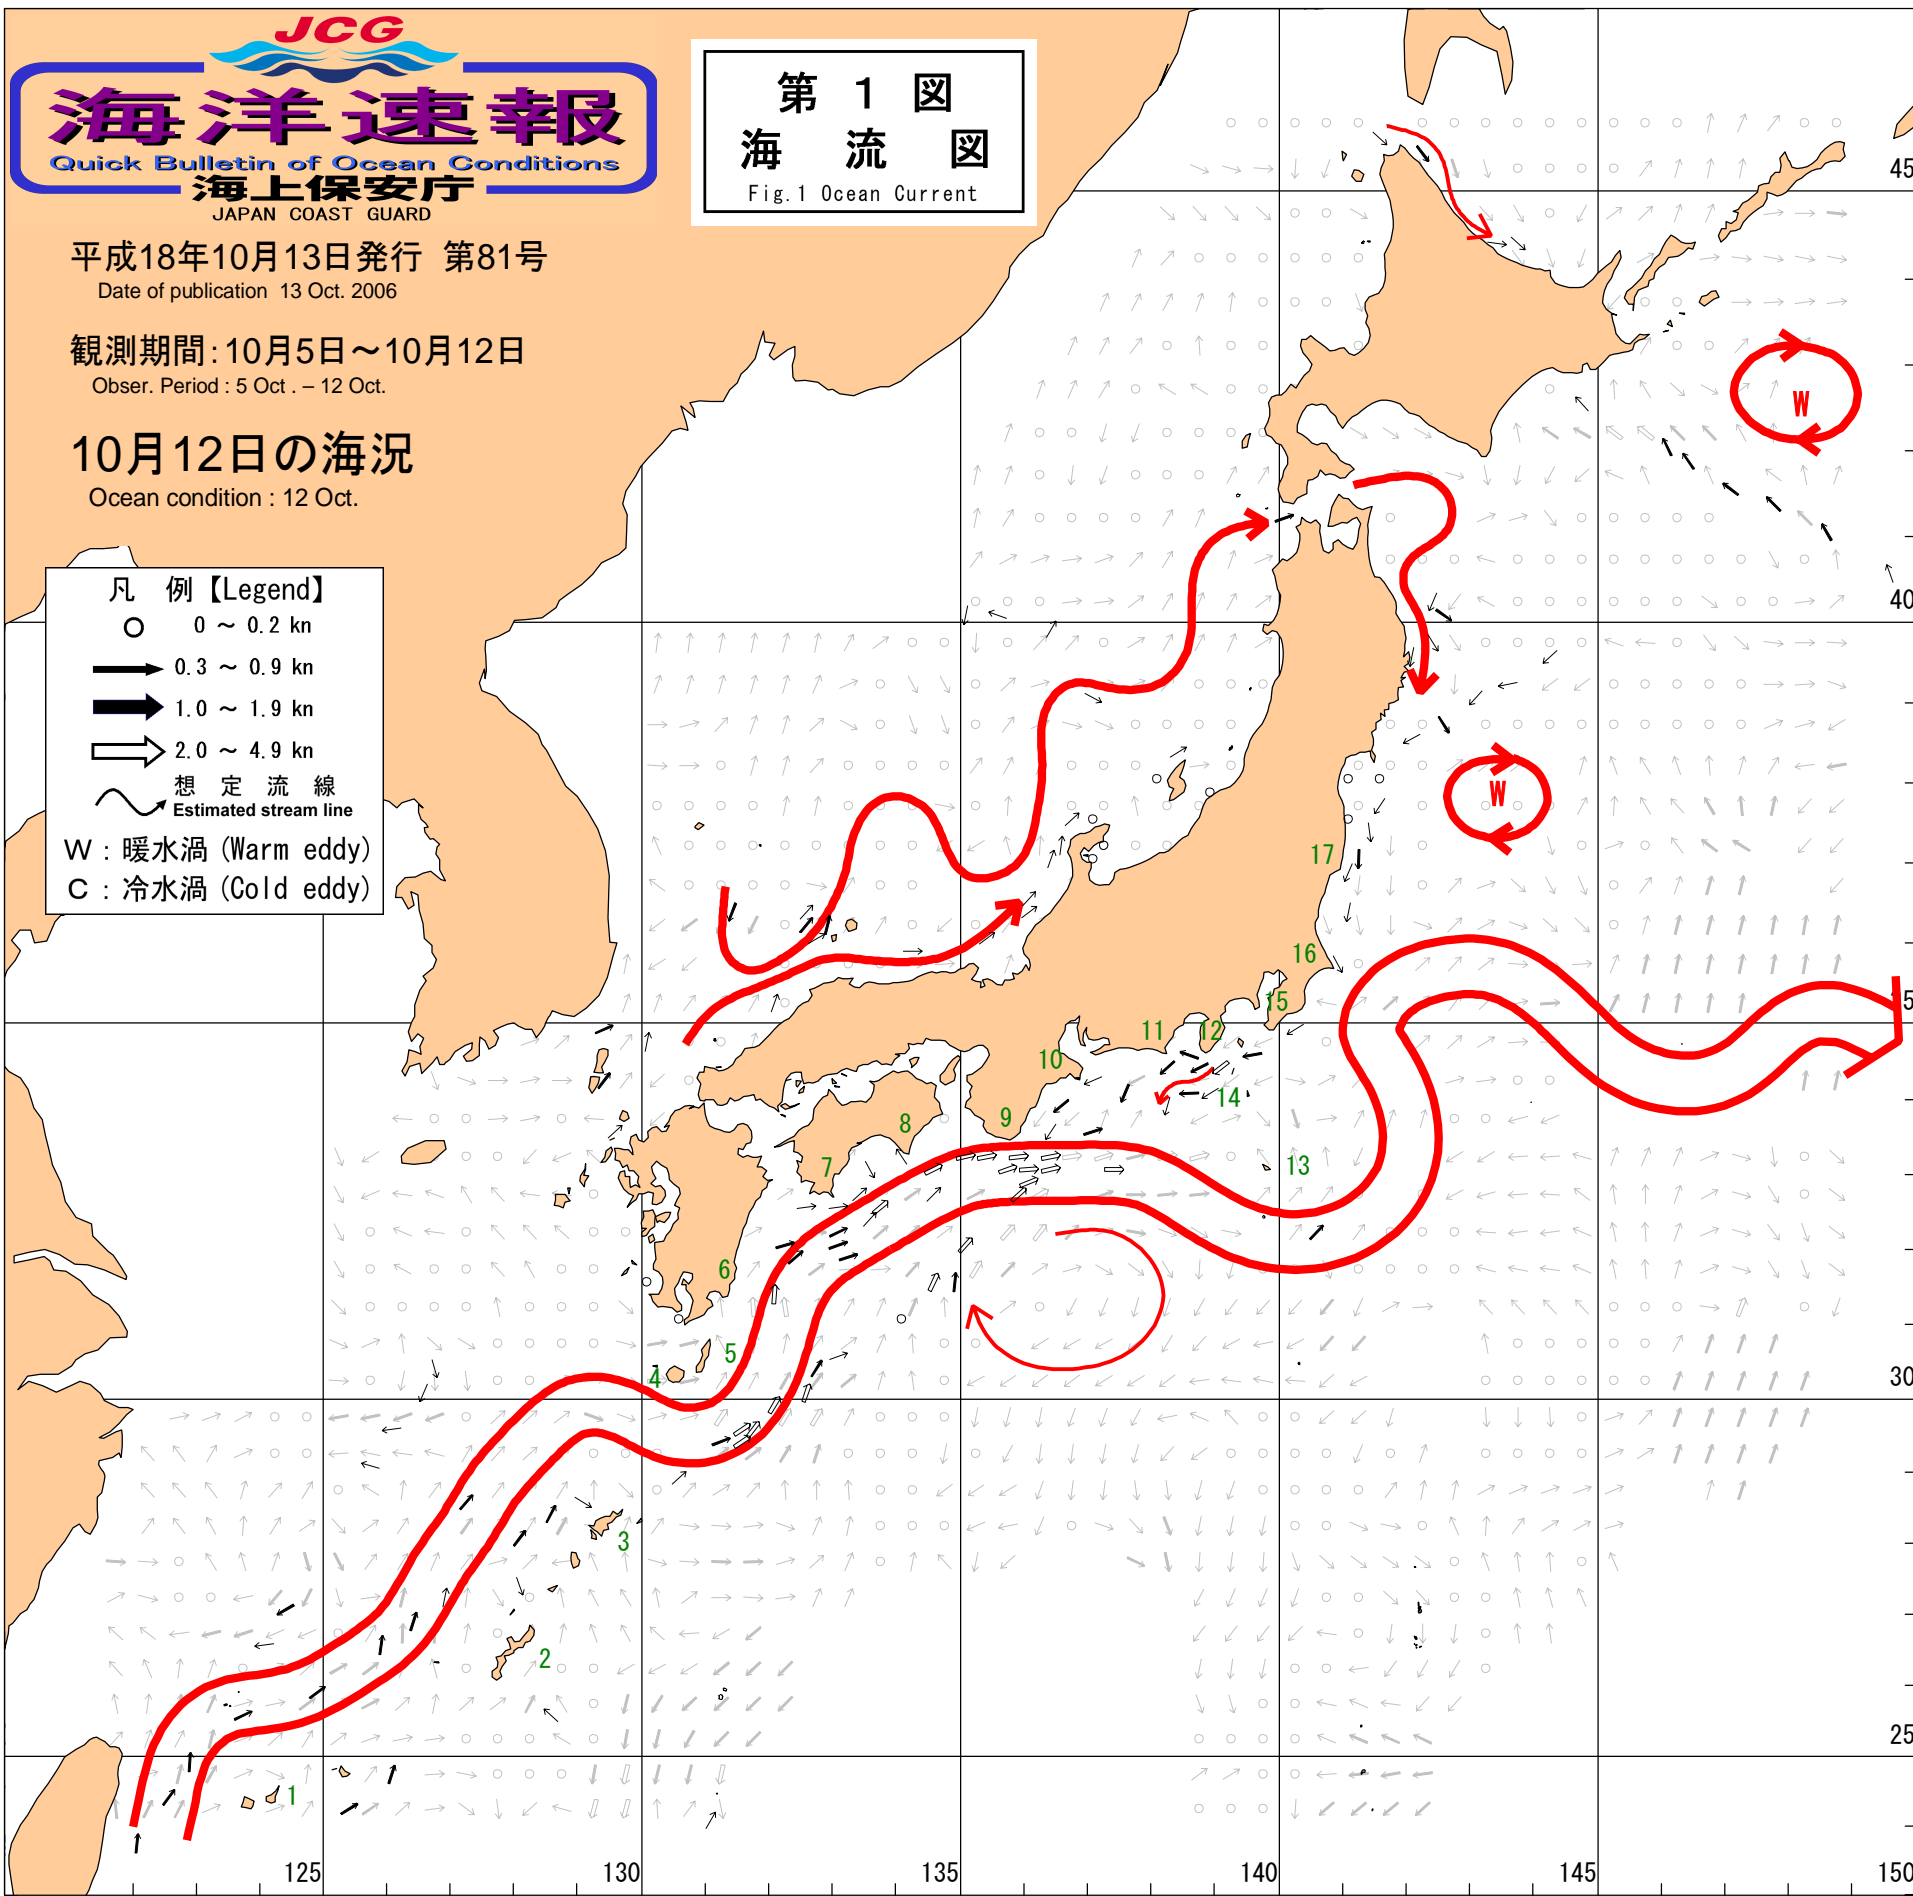 JCG
海洋速報
Quick Bulletin of Ocean Conditions
海上保安庁
JAPAN COAST GUARD
平成18年10月13日発行 第81号
Date of publication 13 Oct. 2006
観測期間:10月5日～10月12日
Obser. Period : 5 Oct . – 12 Oct.
10月12日の海況
Ocean condition : 12 Oct.
第 1 図
海 流 図
Fig.1 Ocean Current
凡 例【Legend】
0 ～ 0.2 kn
0.3 ～ 0.9 kn
1.0 ～ 1.9 kn
2.0 ～ 4.9 kn
想 定 流 線
Estimated stream line
W : 暖水渦 (Warm eddy)
C : 冷水渦 (Cold eddy)
45
W
40
W
17
16
35
15
12
11
10
14
9
8
13
7
6
5
4
30
3
2
25
1
125
130
135
140
145
150